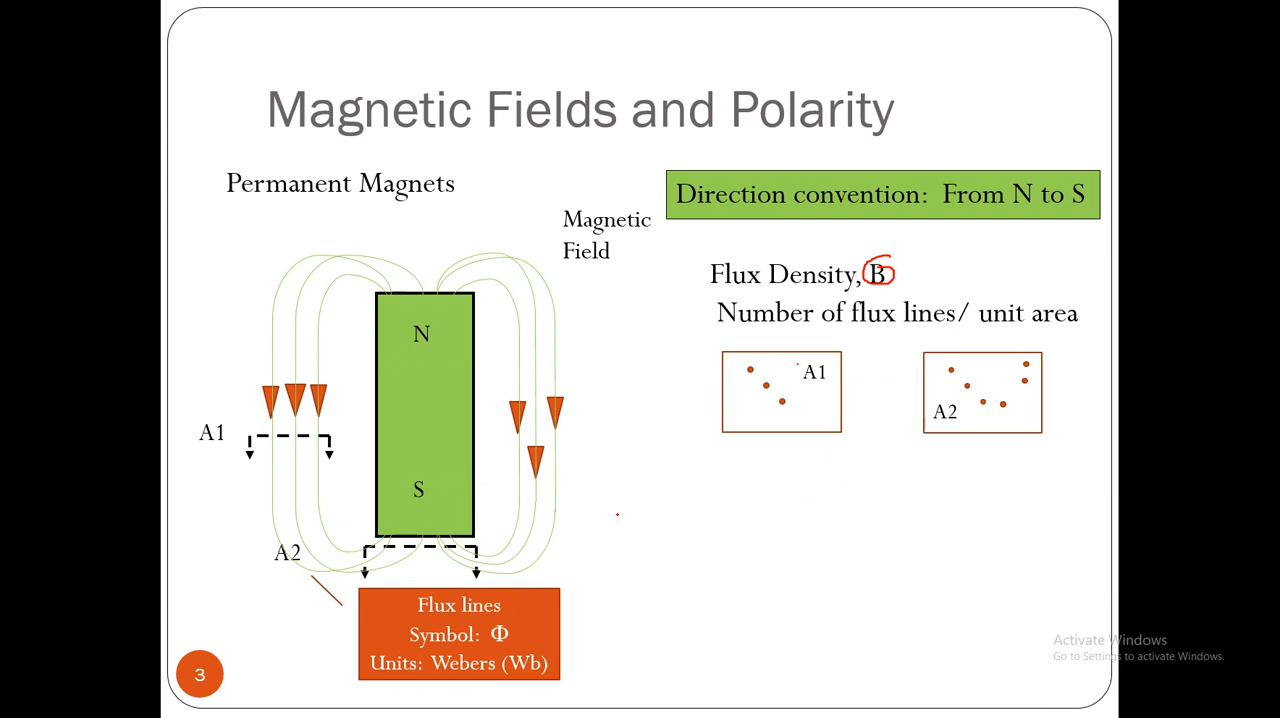 Magnetic Fields and Polarity
Permanent Magnets
Direction convention: From N to S
Magnetic
Field
Flux Density, B
Number of flux lines/ unit area
N
A1
A2
A1
S
A2
Flux lines
Symbol: Φ
Units: Webers (Wb)
Activate Windows
Go to Settings to activate Windows.
3